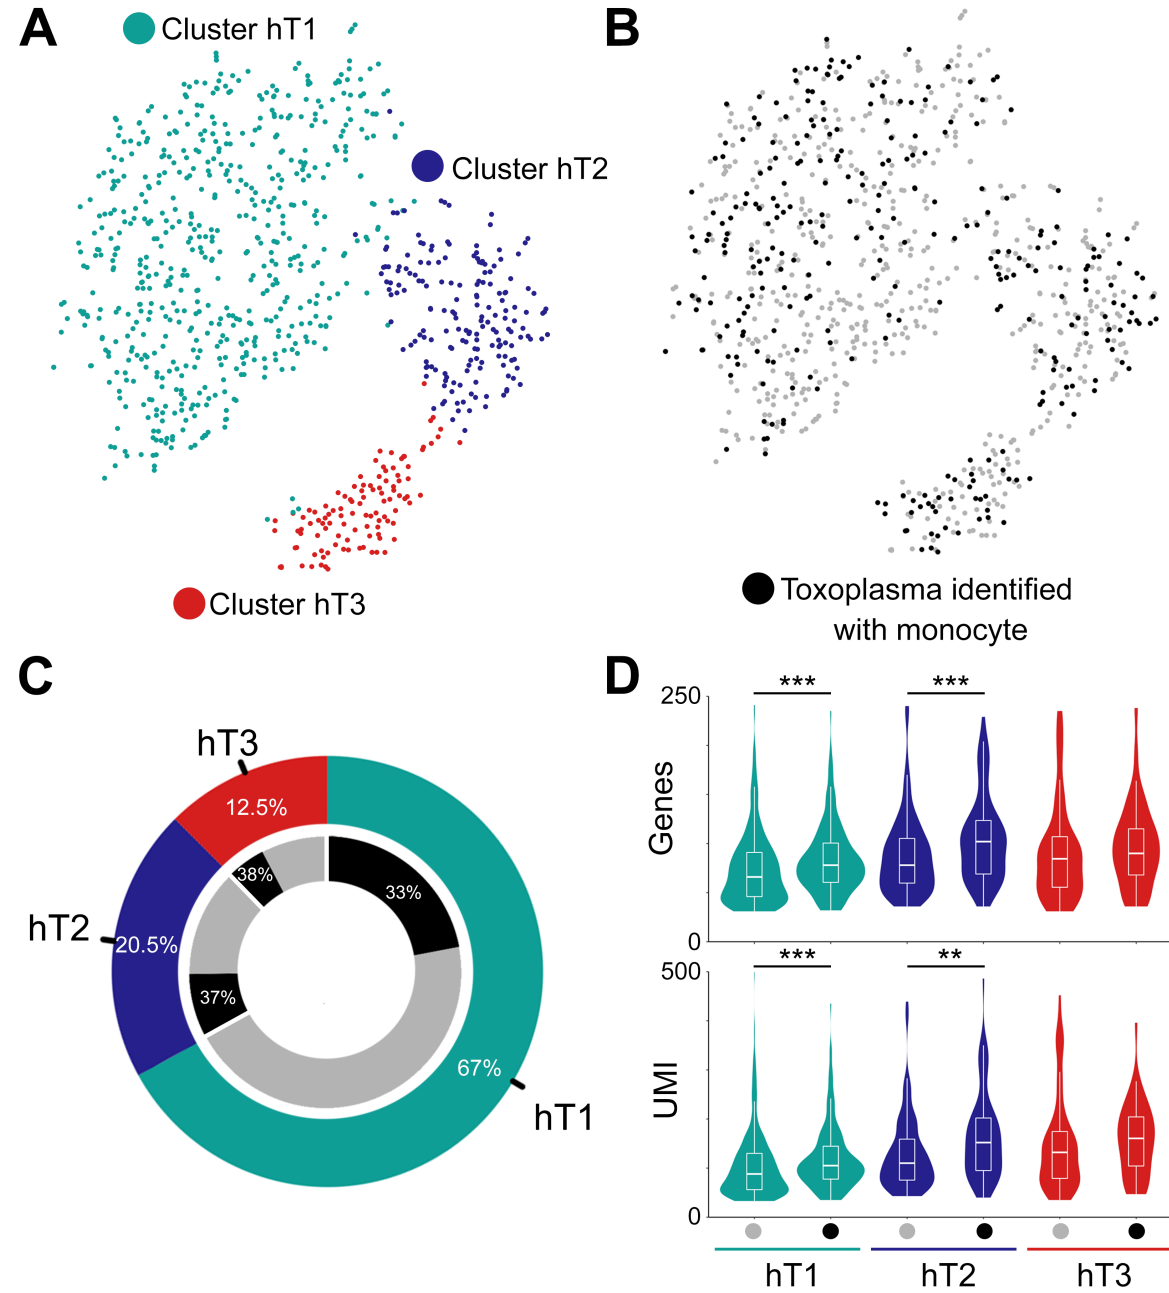 A
Cluster hT1
Cluster hT2
Cluster hT3
B
Toxoplasma identified
with monocyte
C
hT3
12.5%
38%
33%
hT2
20.5%
37%
67%
hT1
D
250
***
***
Genes
0
500
***
**
UMI
0
hT1
hT2
hT3